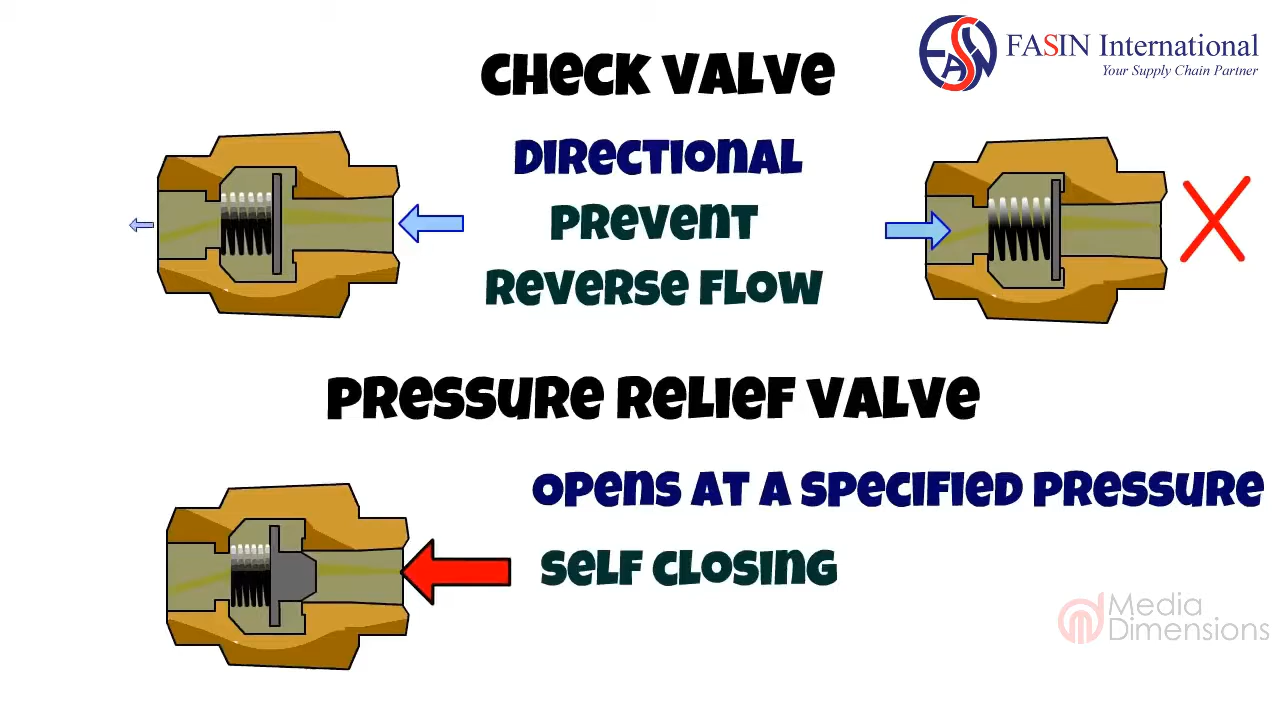 FASIN International
Your Supply Chain Partner
CHECK VALVE
DIRECTIONAL
PREVENT
REVERSE FLOW
PRESSURE RELIEF VALVE
OPENS AT A SPECIFIED PRESSURE
SELF CLOSING
Media
Dimensions